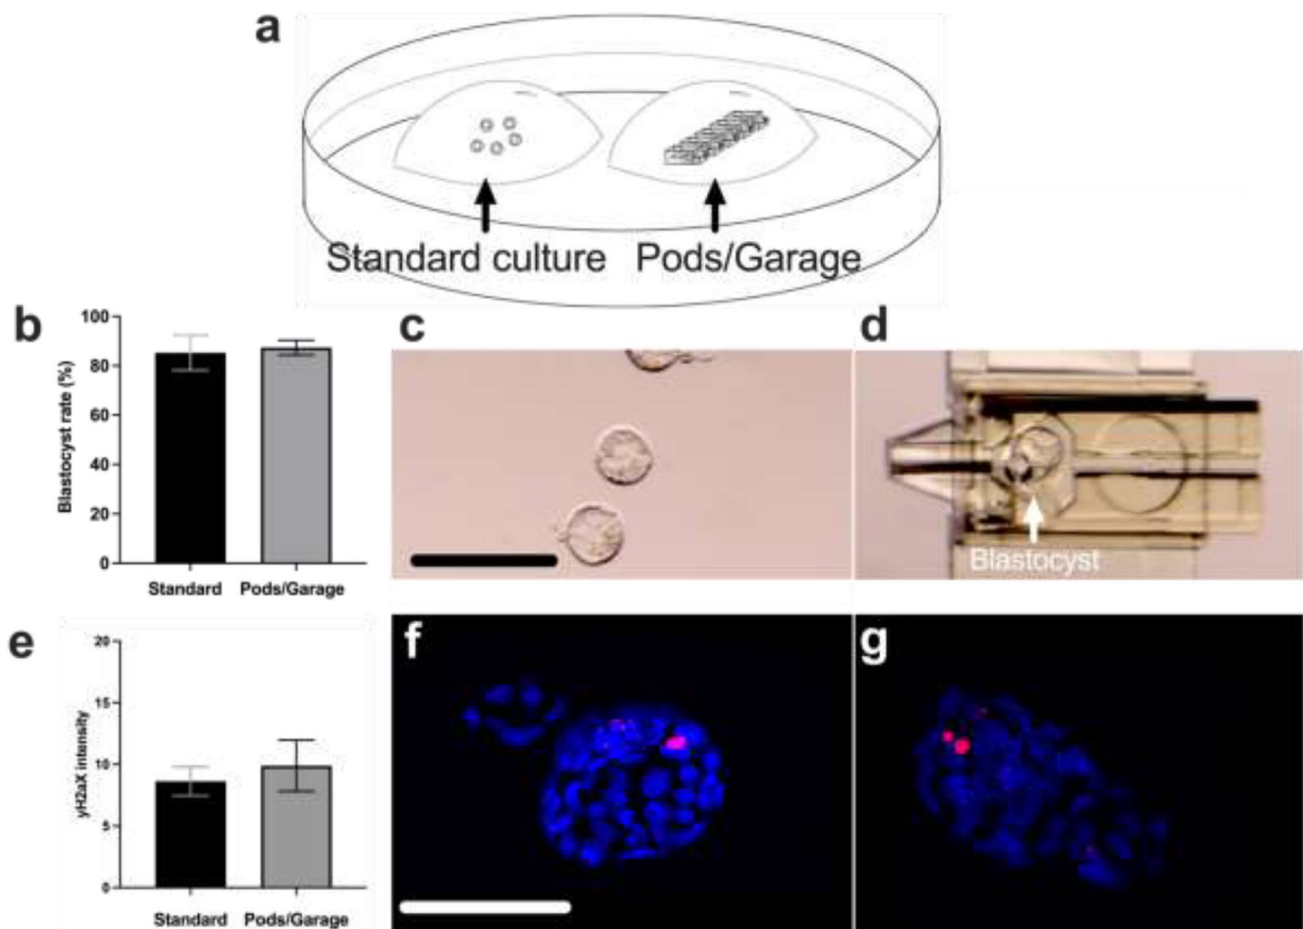 a
Standard culture
Pods/Garage
b
Blastocyst rate (%)
100
80
60
40
20
0
Standard
Pods/Garage
c
d
Blastocyst
e
yH2aX intensity
20
15
10
5
0
Standard
Pods/Garage
f
g